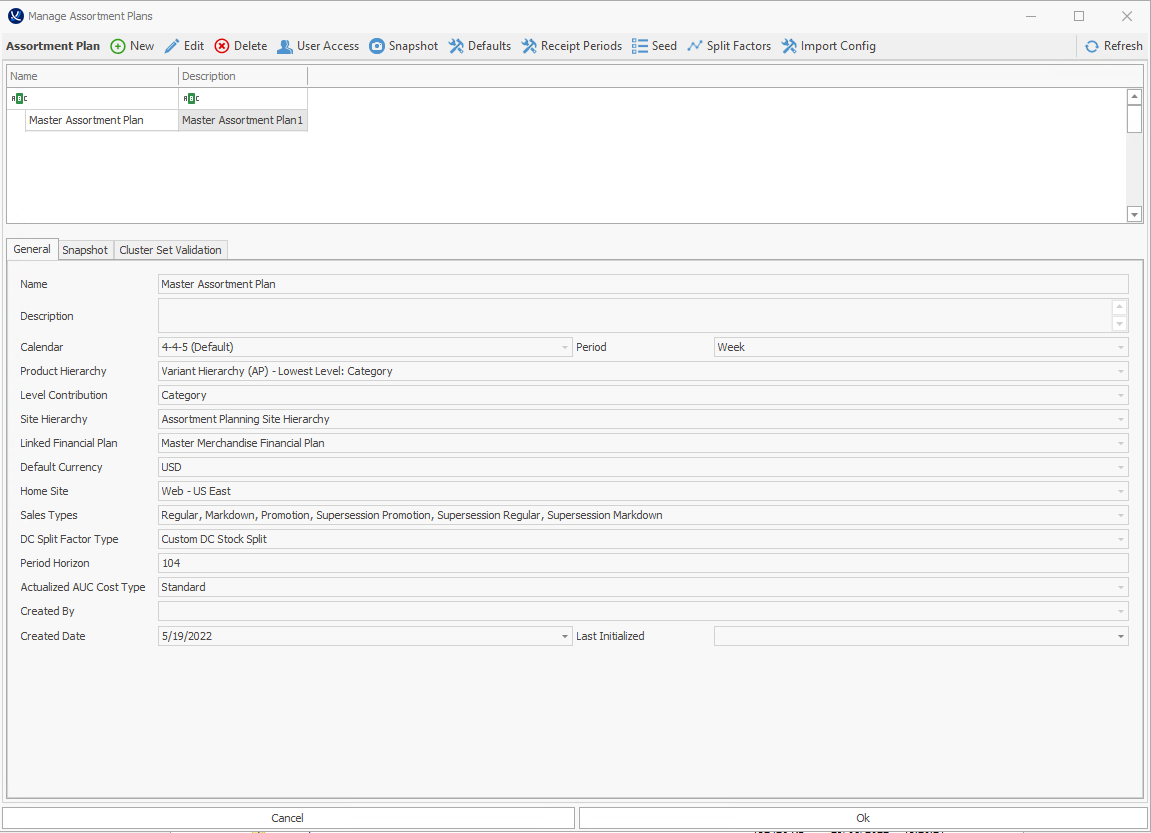 Manage Assortment Plans
Assortment Plan New Edit Delete User Access Snapshot Defaults Receipt Periods Seed Split Factors Import Config Refresh
Name Description
ABC ABC
Master Assortment Plan Master Assortment Plan1
General Snapshot Cluster Set Validation
Name Master Assortment Plan
Description
Calendar 4-4-5 (Default) Period Week
Product Hierarchy Variant Hierarchy (AP) - Lowest Level: Category
Level Contribution Category
Site Hierarchy Assortment Planning Site Hierarchy
Linked Financial Plan Master Merchandise Financial Plan
Default Currency USD
Home Site Web - US East
Sales Types Regular, Markdown, Promotion, Supersession Promotion, Supersession Regular, Supersession Markdown
DC Split Factor Type Custom DC Stock Split
Period Horizon 104
Actualized AUC Cost Type Standard
Created By
Created Date 5/19/2022 Last Initialized
Cancel Ok